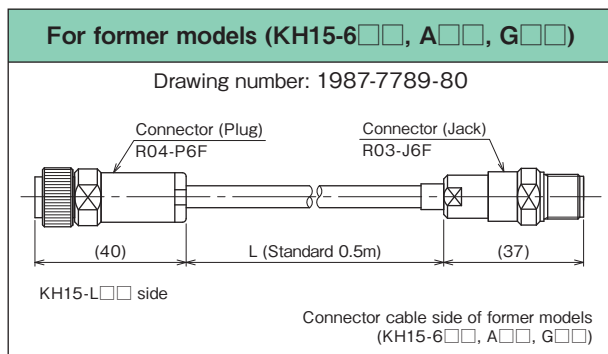 For former models (KH15-6□□, A□□, G□□)
Drawing number: 1987-7789-80
Connector (Plug)
R04-P6F
Connector (Jack)
R03-J6F
(40)
L (Standard 0.5m)
(37)
KH15-L□□ side
Connector cable side of former models
(KH15-6□□, A□□, G□□)